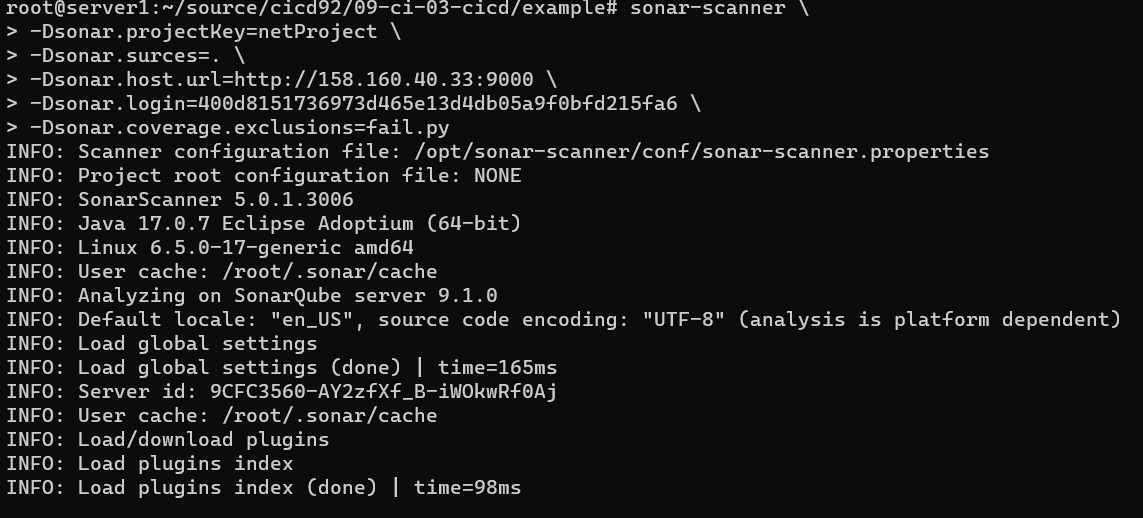 root@server1:~/source/cicd92/09-ci-03-cicd/example# sonar-scanner \
> -Dsonar.projectKey=netProject \
> -Dsonar.surces=. \
> -Dsonar.host.url=http://158.160.40.33:9000 \
> -Dsonar.login=400d8151736973d465e13d4db05a9f0bfd215fa6 \
> -Dsonar.coverage.exclusions=fail.py
INFO: Scanner configuration file: /opt/sonar-scanner/conf/sonar-scanner.properties
INFO: Project root configuration file: NONE
INFO: SonarScanner 5.0.1.3006
INFO: Java 17.0.7 Eclipse Adoptium (64-bit)
INFO: Linux 6.5.0-17-generic amd64
INFO: User cache: /root/.sonar/cache
INFO: Analyzing on SonarQube server 9.1.0
INFO: Default locale: "en_US", source code encoding: "UTF-8" (analysis is platform dependent)
INFO: Load global settings
INFO: Load global settings (done) | time=165ms
INFO: Server id: 9CFC3560-AY2zfXf_B-iWOkwRf0Aj
INFO: User cache: /root/.sonar/cache
INFO: Load/download plugins
INFO: Load plugins index
INFO: Load plugins index (done) | time=98ms